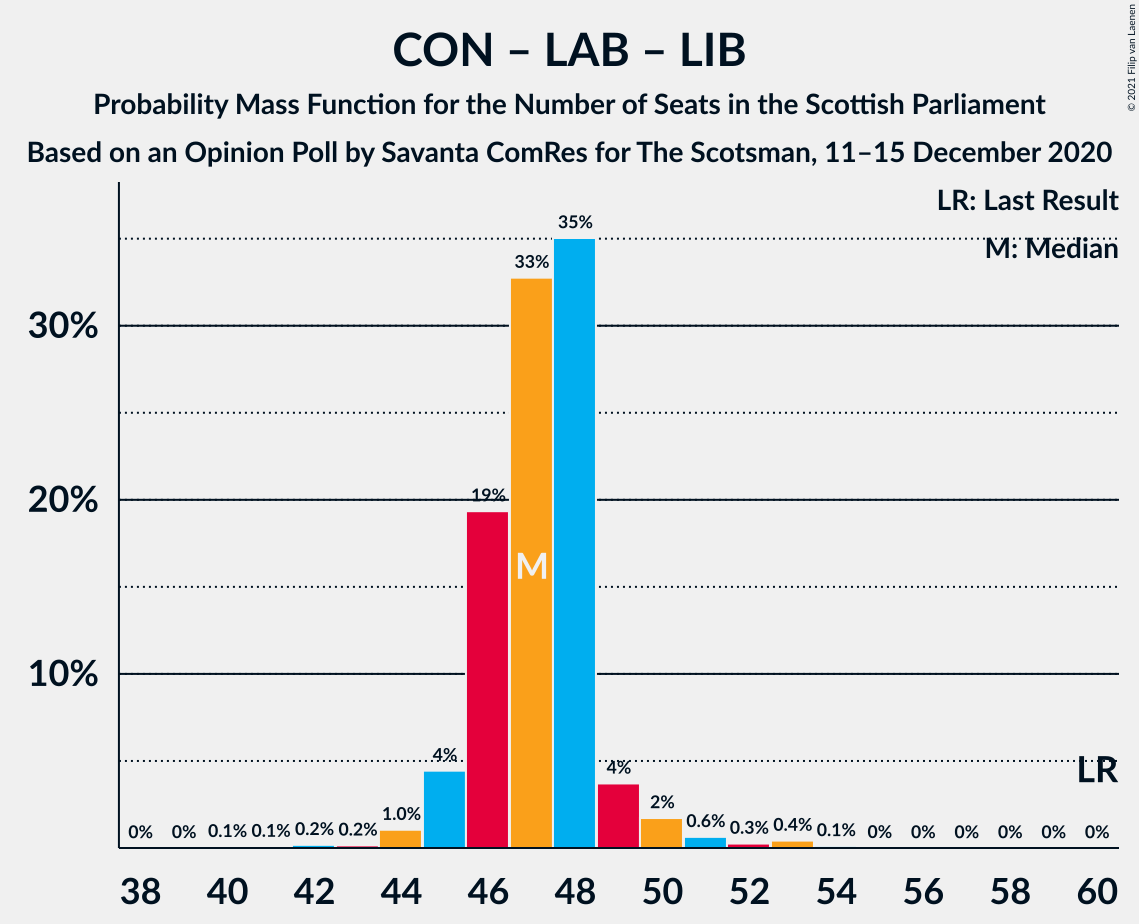 CON – LAB – LIB
Probability Mass Function for the Number of Seats in the Scottish Parliament
Based on an Opinion Poll by Savanta ComRes for The Scotsman, 11–15 December 2020
© 2021 Filip van Laenen
LR: Last Result
M: Median
35%
33%
30%
20%
19%
M
10%
4%
4%
LR
1.0%
2%
0% 0% 0.1% 0.1% 0.2% 0.2% 0.6% 0.3% 0.4% 0.1% 0% 0% 0% 0% 0% 0%
38 40 42 44 46 48 50 52 54 56 58 60